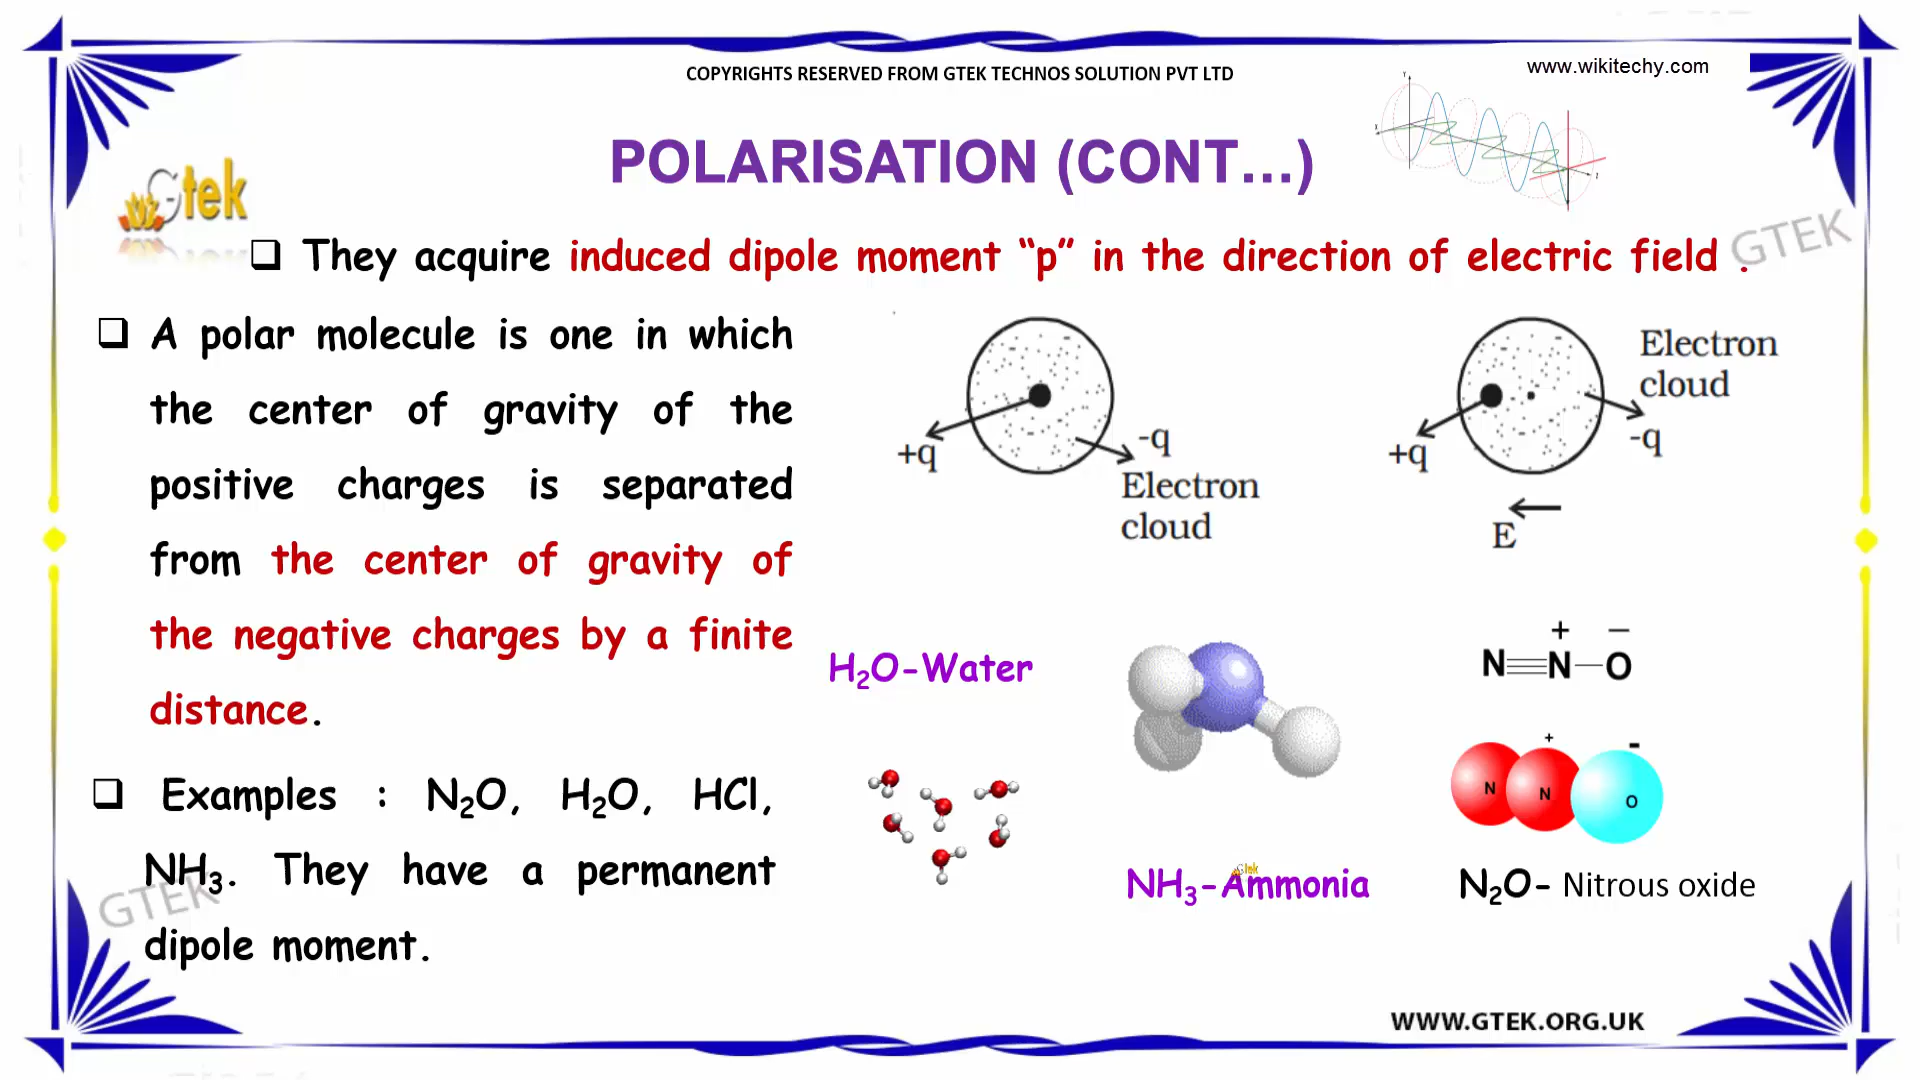 COPYRIGHTS RESERVED FROM GTEK TECHNOS SOLUTION PVT LTD
www.wikitechy.com
POLARISATION (CONT...)
Gtek
GTEK
❑ They acquire induced dipole moment “p” in the direction of electric field .
❑ A polar molecule is one in which
the center of gravity of the
positive charges is separated
from the center of gravity of
the negative charges by a finite
distance.
❑ Examples : N₂O, H₂O, HCl,
NH₃. They have a permanent
dipole moment.
GTEK
+q
-q
Electron
cloud
Electron
cloud
+q
-q
E
H₂O-Water
NH₃-Ammonia
+ −
N≡N−O
+ -
N N O
N₂O- Nitrous oxide
WWW.GTEK.ORG.UK